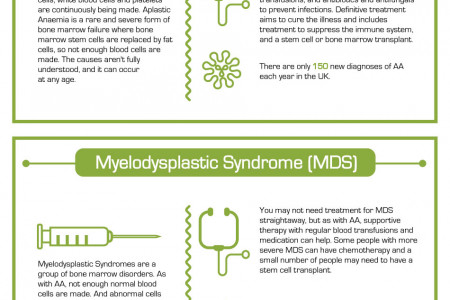 cells, white blood cells and platelets
are continuously being made. Aplastic
Anaemia is a rare and severe form of
bone marrow failure where bone
marrow stem cells are replaced by fat
cells, so not enough blood cells are
made. The causes aren't fully
understood, and it can occur
at any age.
transfusions, and antibiotics and antifungals
to prevent infections. Definitive treatment
aims to cure the illness and includes
treatment to suppress the immune system,
and a stem cell or bone marrow transplant.
There are only 150 new diagnoses of AA
each year in the UK.
Myelodysplastic Syndrome (MDS)
Myelodysplastic Syndromes are a
group of bone marrow disorders. As
with AA, not enough normal blood
cells are made. And abnormal cells
You may not need treatment for MDS
straightaway, but as with AA, supportive
therapy with regular blood transfusions and
medication can help. Some people with more
severe MDS can have chemotherapy and a
small number of people may need to have a
stem cell transplant.